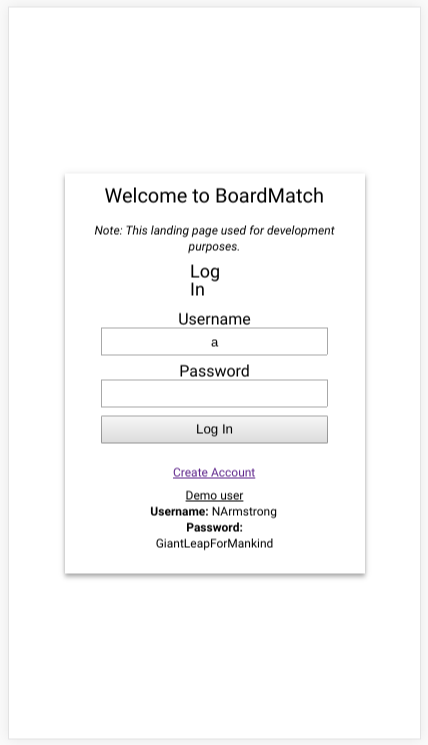 Welcome to BoardMatch
Note: This landing page used for development
purposes.
Log
In
Username
a
Password
Log In
Create Account
Demo user
Username: NArmstrong
Password:
GiantLeapForMankind